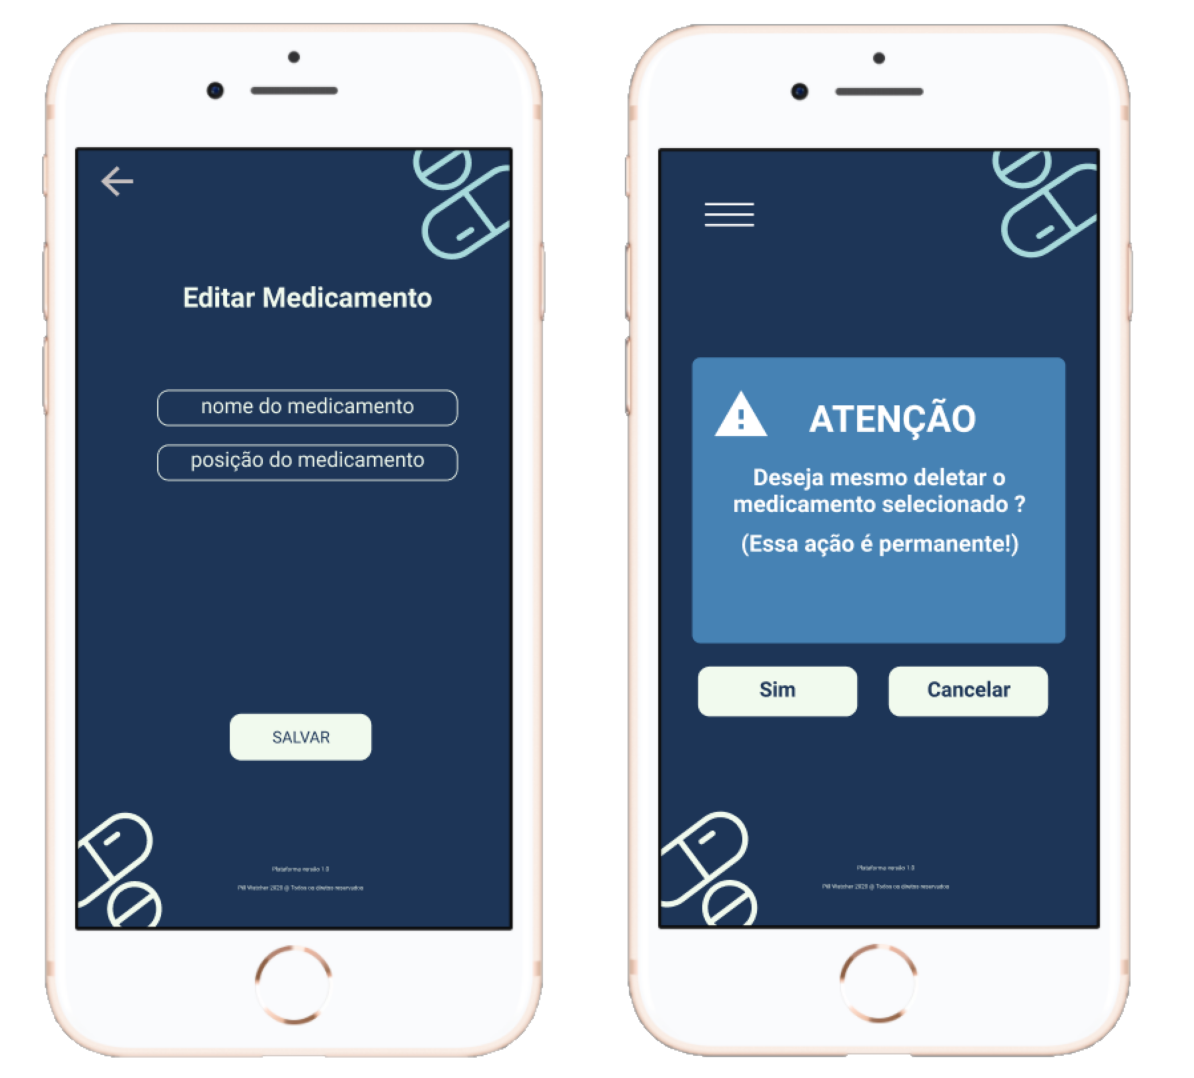 Editar Medicamento
nome do medicamento
posição do medicamento
SALVAR
Plataforma versão 1.0
Pill Watcher 2020 @ Todos os direitos reservados
ATENÇÃO
Deseja mesmo deletar o
medicamento selecionado ?
(Essa ação é permanente!)
Sim
Cancelar
Plataforma versão 1.0
Pill Watcher 2020 @ Todos os direitos reservados